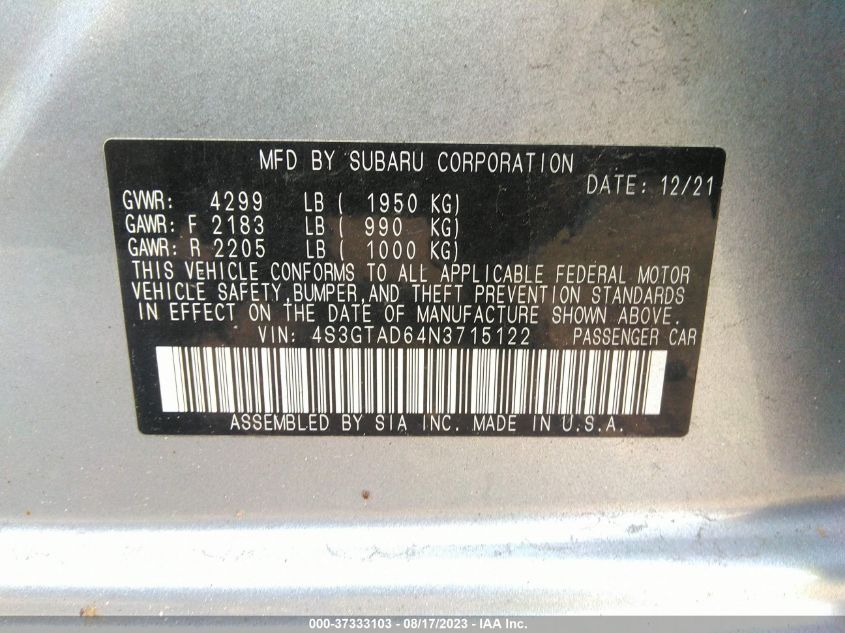 MFD BY SUBARU CORPORATION
DATE: 12/21
GVWR: 4299 LB ( 1950 KG)
GAWR: F 2183 LB ( 990 KG)
GAWR: R 2205 LB ( 1000 KG)
THIS VEHICLE CONFORMS TO ALL APPLICABLE FEDERAL MOTOR
VEHICLE SAFETY,BUMPER,AND THEFT PREVENTION STANDARDS
IN EFFECT ON THE DATE OF MANUFACTURE SHOWN ABOVE.
VIN: 4S3GTAD64N3715122 PASSENGER CAR
ASSEMBLED BY SIA INC. MADE IN U.S.A.
000-37333103 - 08/17/2023 - IAA Inc.